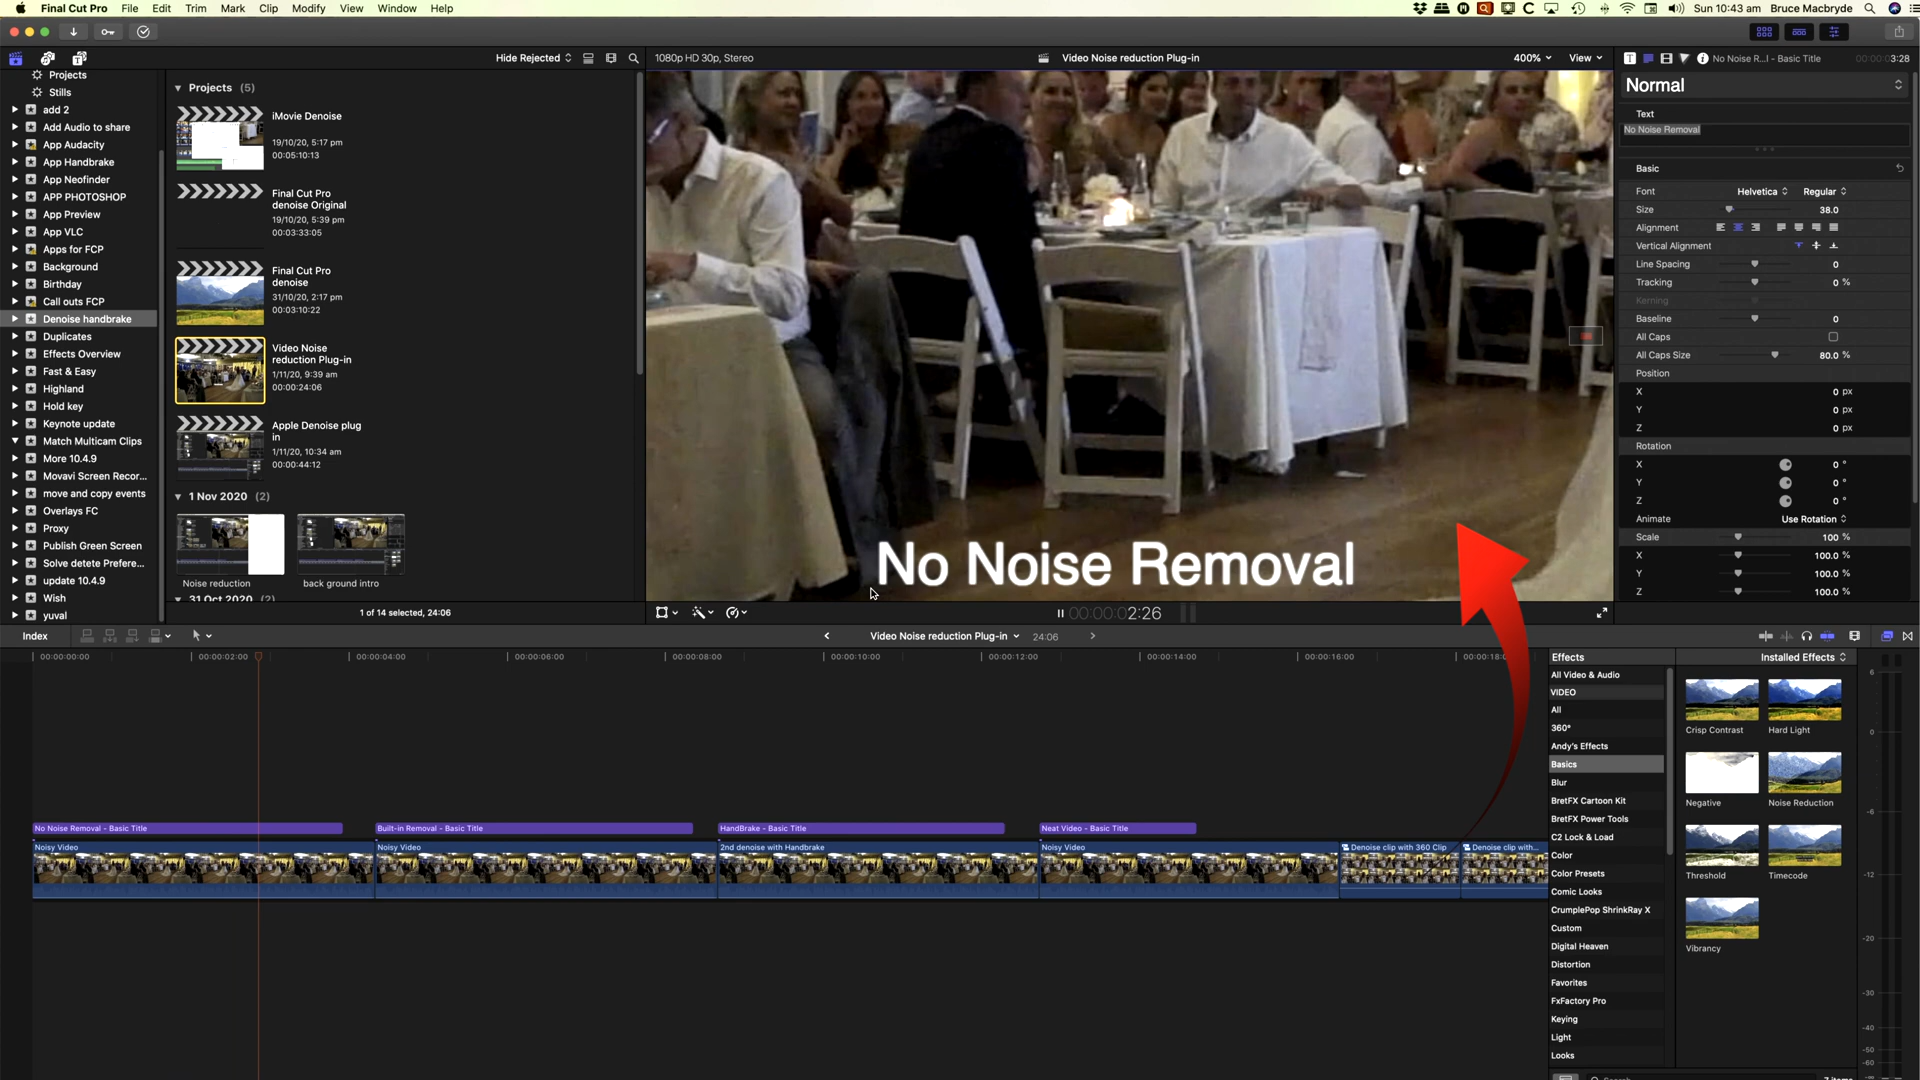 Final Cut Pro File Edit Trim Mark Clip Modify View Window Help Sun 10:43 am Bruce Macbryde
Hide Rejected
1080p HD 30p, Stereo
Video Noise reduction Plug-in
400%
View
No Noise R...l - Basic Title
3:28
Projects
Stills
add 2
Add Audio to share
App Audacity
App Handbrake
App Neofinder
APP PHOTOSHOP
App Preview
App VLC
Apps for FCP
Background
Birthday
Call outs FCP
Denoise handbrake
Duplicates
Effects Overview
Fast & Easy
Highland
Hold key
Keynote update
Match Multicam Clips
More 10.4.9
Movavi Screen Recor...
move and copy events
Overlays FC
Proxy
Publish Green Screen
Solve detete Prefere...
update 10.4.9
Wish
yuval
Projects (5)
iMovie Denoise
19/10/20, 5:17 pm
00:05:10:13
Final Cut Pro
denoise Original
19/10/20, 5:39 pm
00:03:33:05
Final Cut Pro
denoise
31/10/20, 2:17 pm
00:03:10:22
Video Noise
reduction Plug-in
1/11/20, 9:39 am
00:00:24:06
Apple Denoise plug
in
1/11/20, 10:34 am
00:00:44:12
1 Nov 2020 (2)
Noise reduction
back ground intro
31 Oct 2020 (2)
1 of 14 selected, 24:06
No Noise Removal
00:00:02:26
Normal
Text
No Noise Removal
Basic
Font Helvetica Regular
Size 38.0
Alignment
Vertical Alignment
Line Spacing 0
Tracking 0 %
Kerning
Baseline 0
All Caps
All Caps Size 80.0 %
Position
X 0 px
Y 0 px
Z 0 px
Rotation
X 0 °
Y 0 °
Z 0 °
Animate Use Rotation
Scale 100 %
X 100.0 %
Y 100.0 %
Z 100.0 %
Index
Video Noise reduction Plug-in 24:06
00:00:00:00 00:00:02:00 00:00:04:00 00:00:06:00 00:00:08:00 00:00:10:00 00:00:12:00 00:00:14:00 00:00:16:00 00:00:18:0
No Noise Removal - Basic Title
Built-in Removal - Basic Title
HandBrake - Basic Title
Neat Video - Basic Title
Noisy Video
Noisy Video
2nd denoise with Handbrake
Noisy Video
Denoise clip with 360 Clip
Denoise clip with...
Effects
Installed Effects
All Video & Audio
VIDEO
All
360°
Andy's Effects
Basics
Blur
BretFX Cartoon Kit
BretFX Power Tools
C2 Lock & Load
Color
Color Presets
Comic Looks
CrumplePop ShrinkRay X
Custom
Digital Heaven
Distortion
Favorites
FxFactory Pro
Keying
Light
Looks
Crisp Contrast
Hard Light
Negative
Noise Reduction
Threshold
Timecode
Vibrancy
6
0
-6
-12
-20
-30
-40
-50
-60